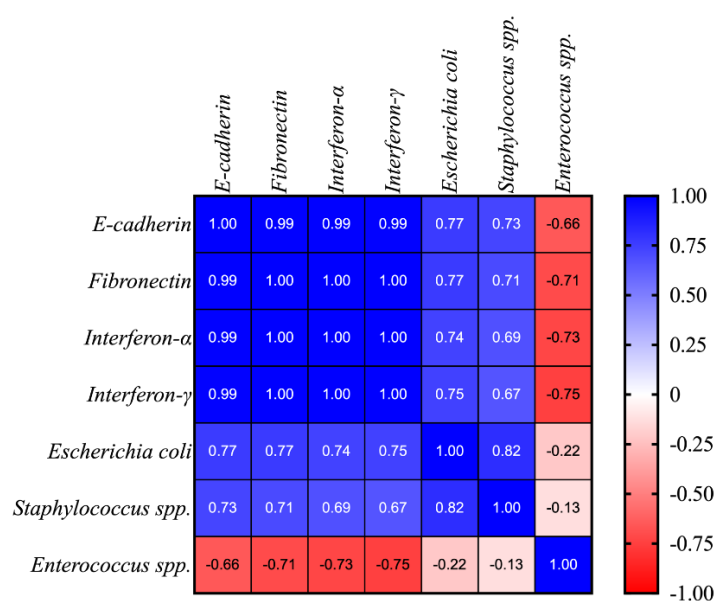 E-cadherin
Fibronectin
Interferon-α
Interferon-γ
Escherichia coli
Staphylococcus spp.
Enterococcus spp.
E-cadherin 1.00 0.99 0.99 0.99 0.77 0.73 -0.66
Fibronectin 0.99 1.00 1.00 1.00 0.77 0.71 -0.71
Interferon-α 0.99 1.00 1.00 1.00 0.74 0.69 -0.73
Interferon-γ 0.99 1.00 1.00 1.00 0.75 0.67 -0.75
Escherichia coli 0.77 0.77 0.74 0.75 1.00 0.82 -0.22
Staphylococcus spp. 0.73 0.71 0.69 0.67 0.82 1.00 -0.13
Enterococcus spp. -0.66 -0.71 -0.73 -0.75 -0.22 -0.13 1.00
1.00
0.75
0.50
0.25
0
-0.25
-0.50
-0.75
-1.00